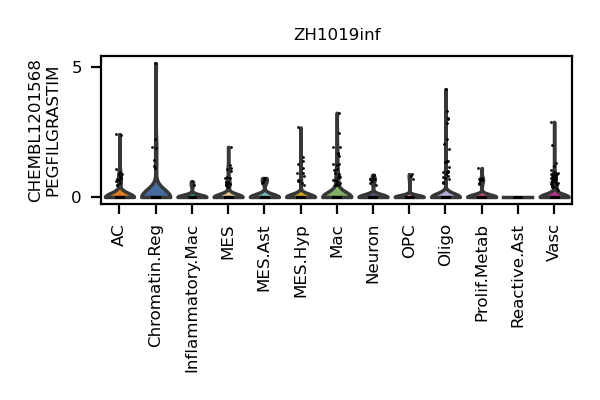 ZH1019inf
CHEMBL1201568
PEGFILGRASTIM
5
0
AC
Chromatin.Reg
Inflammatory.Mac
MES
MES.Ast
MES.Hyp
Mac
Neuron
OPC
Oligo
Prolif.Metab
Reactive.Ast
Vasc